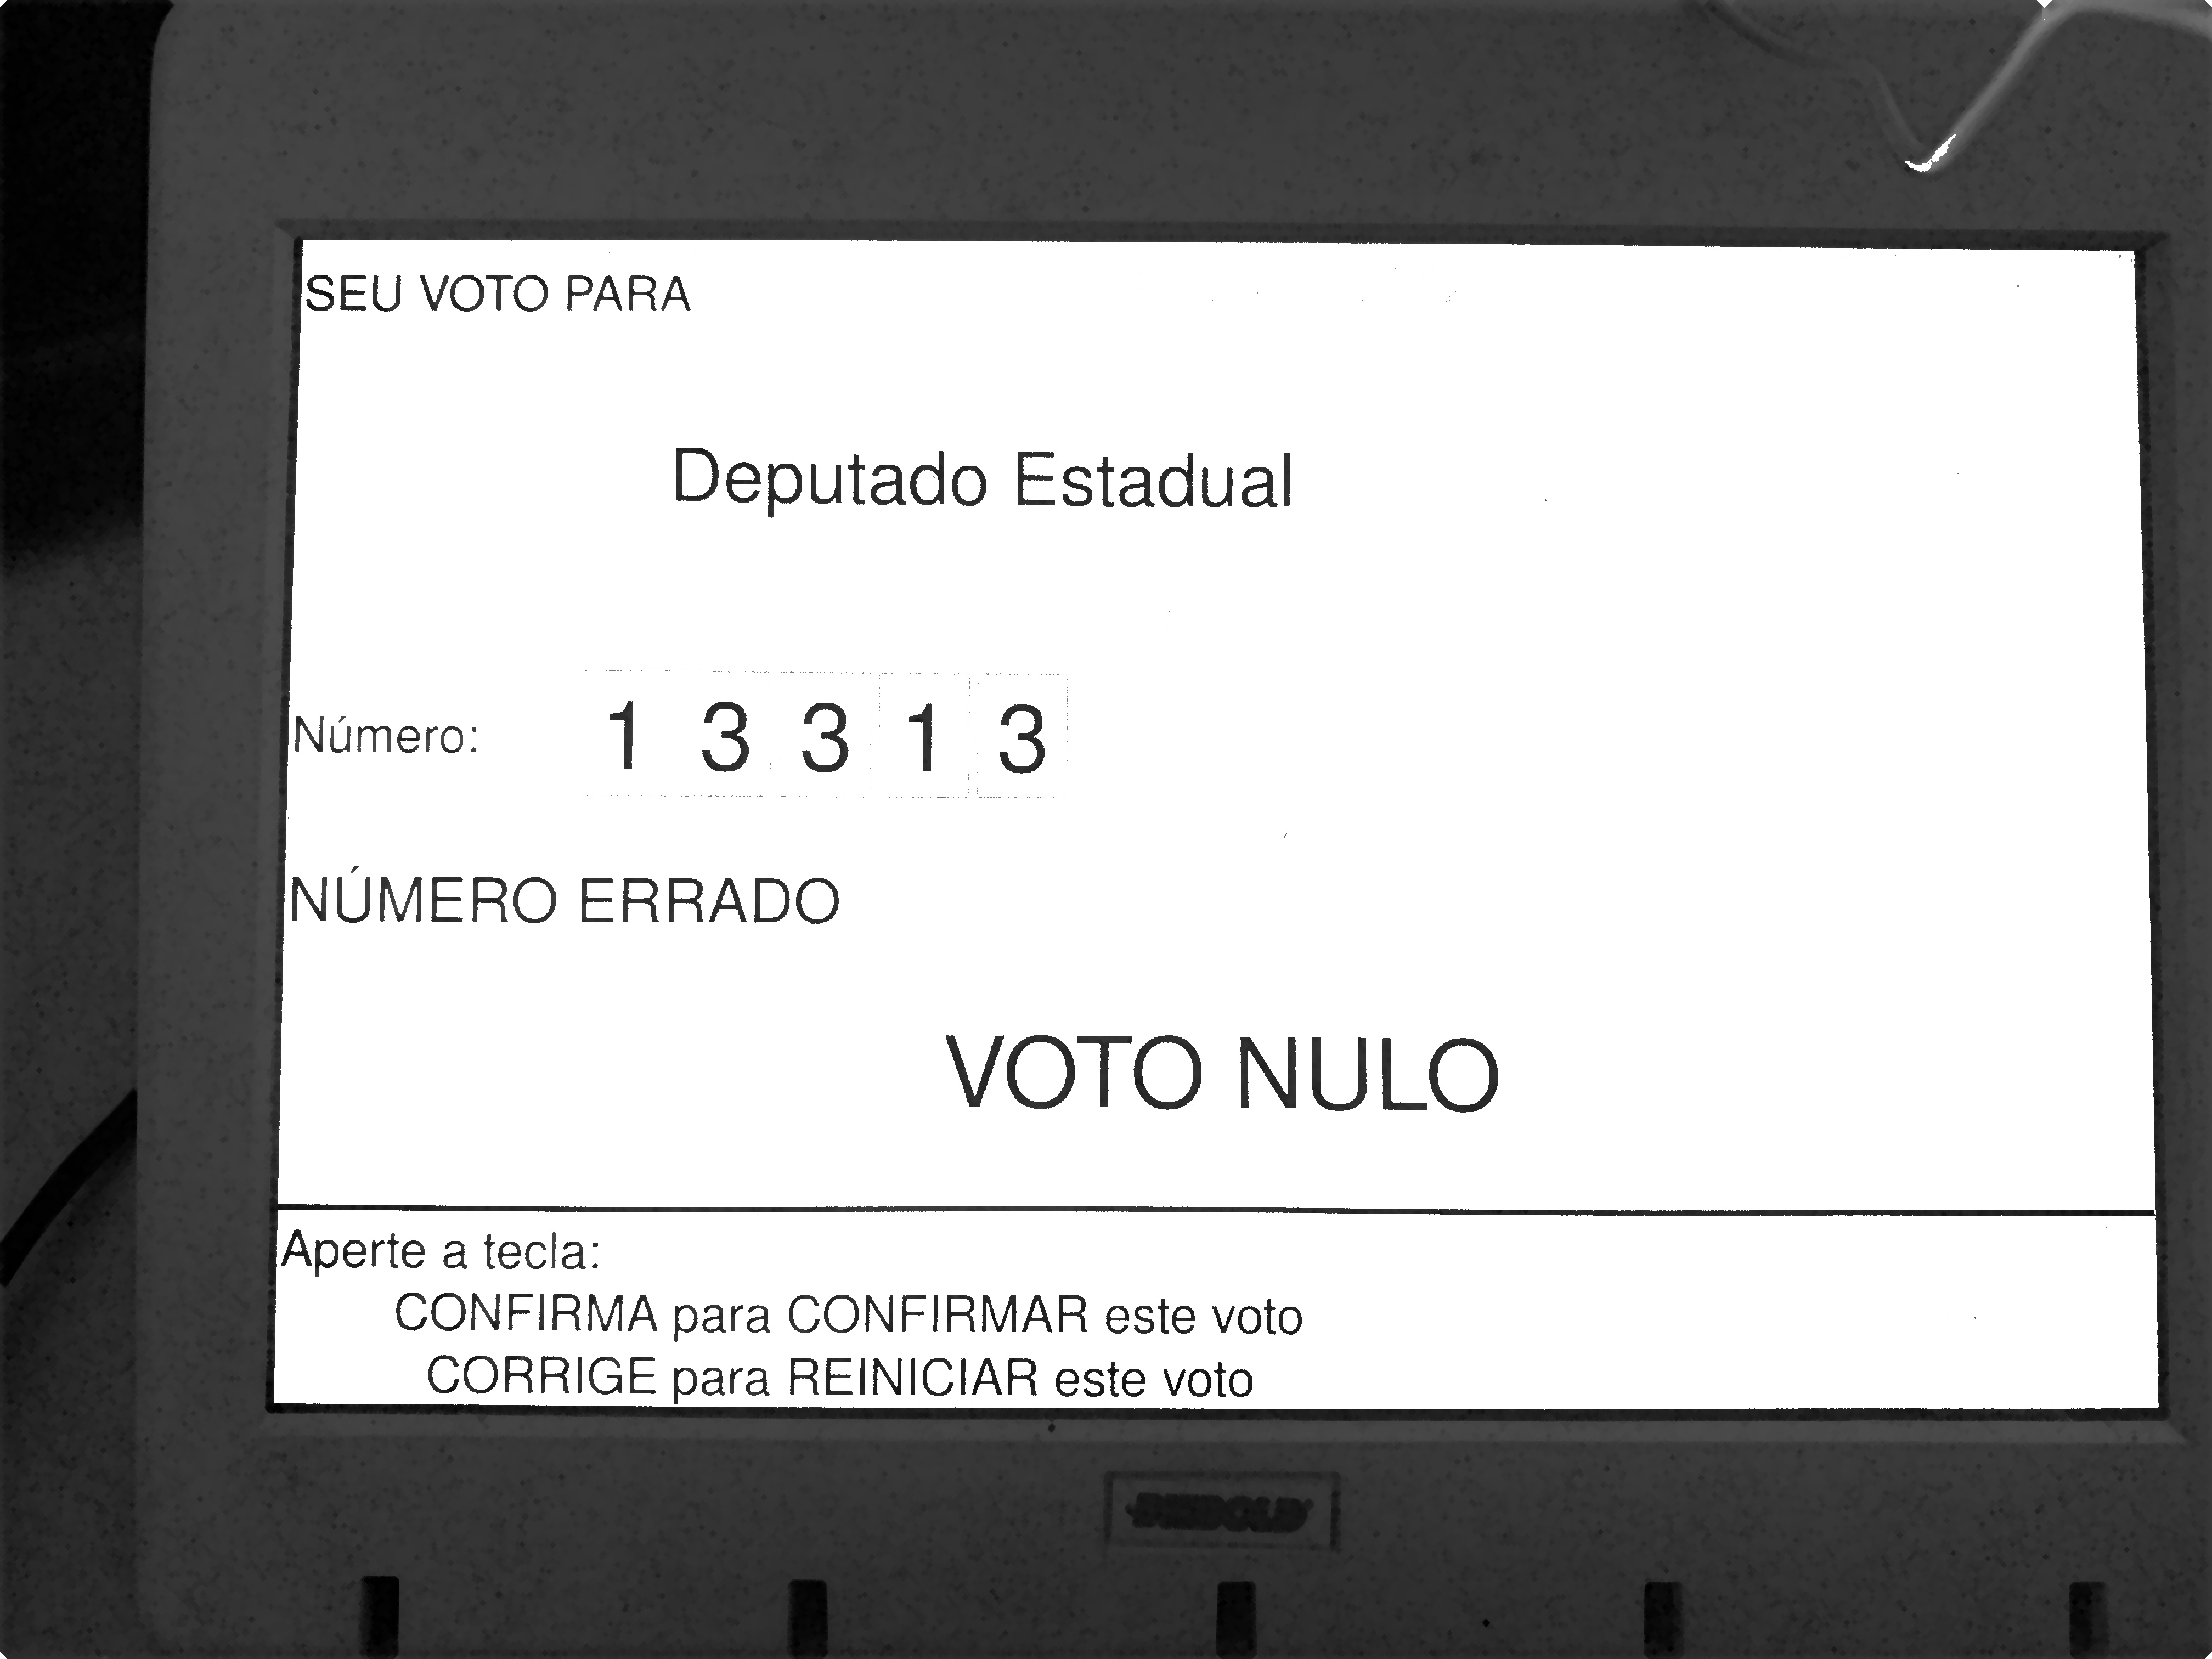 SEU VOTO PARA
Deputado Estadual
Número: 1 3 3 1 3
NÚMERO ERRADO
VOTO NULO
Aperte a tecla:
CONFIRMA para CONFIRMAR este voto
CORRIGE para REINICIAR este voto
DIEBOLD